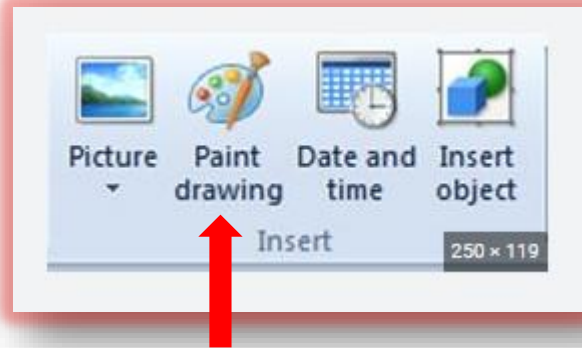 Picture Paint Date and Insert
drawing time object
Insert
250 × 119